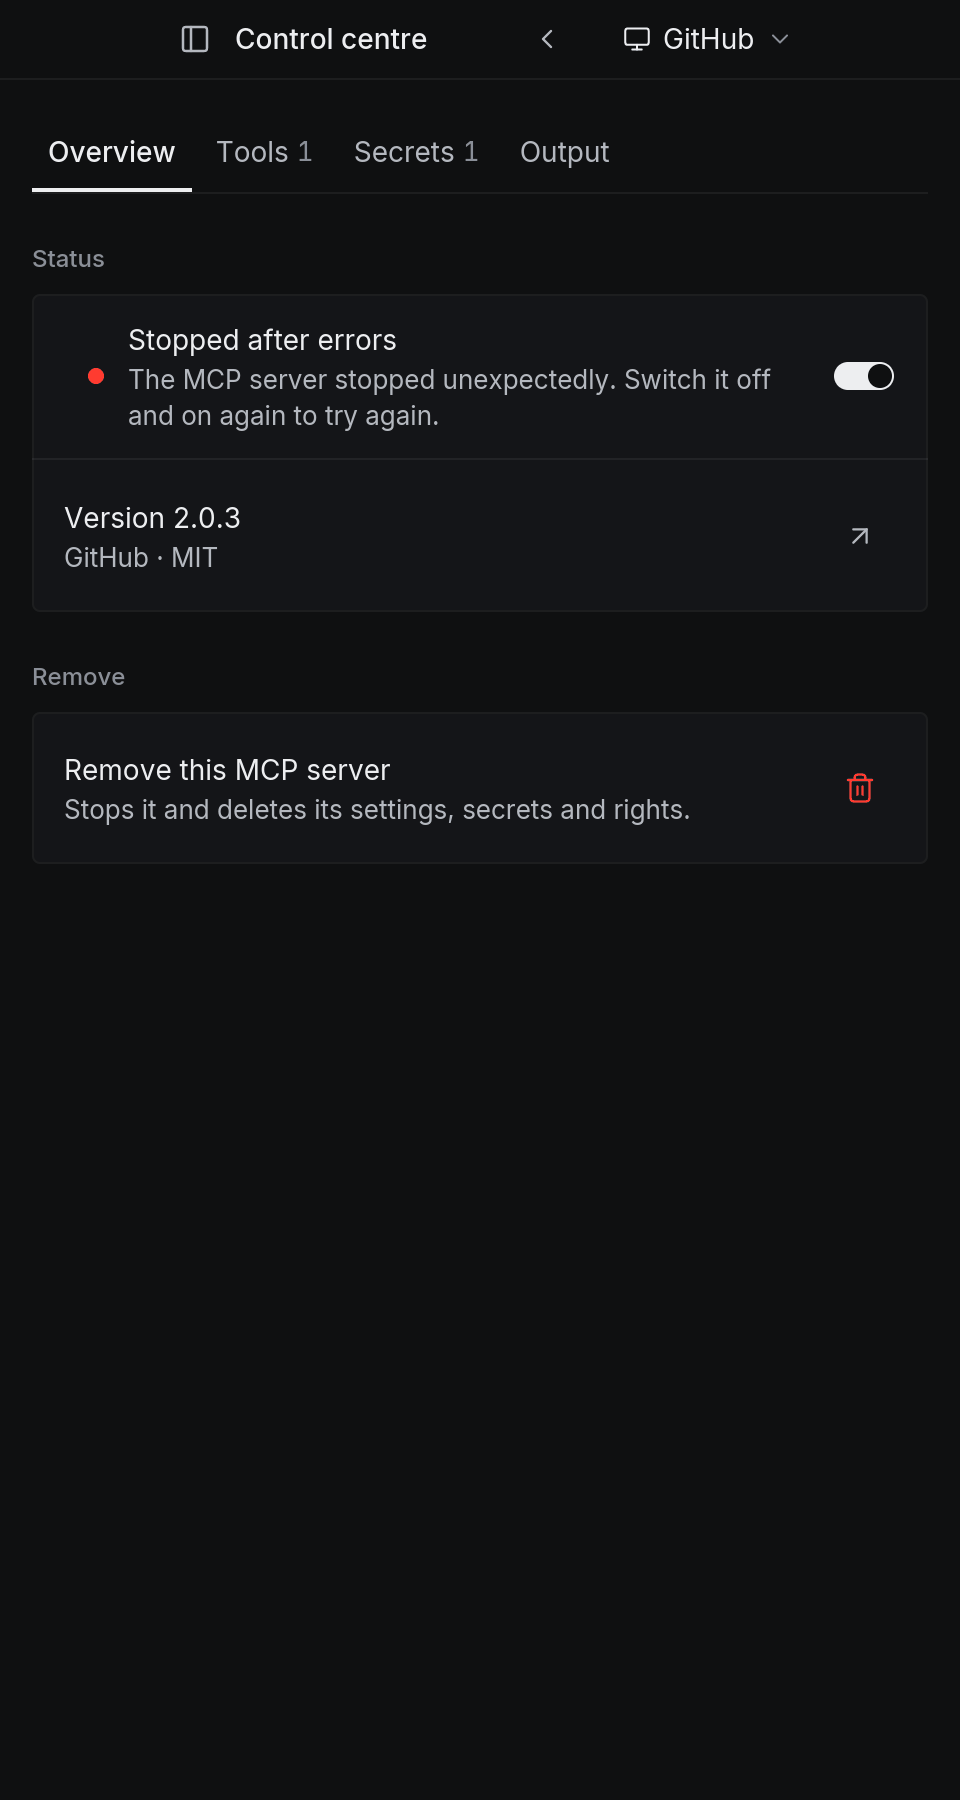 Control centre
GitHub
Overview
Tools 1
Secrets 1
Output
Status
Stopped after errors
The MCP server stopped unexpectedly. Switch it off
and on again to try again.
Version 2.0.3
GitHub · MIT
Remove
Remove this MCP server
Stops it and deletes its settings, secrets and rights.